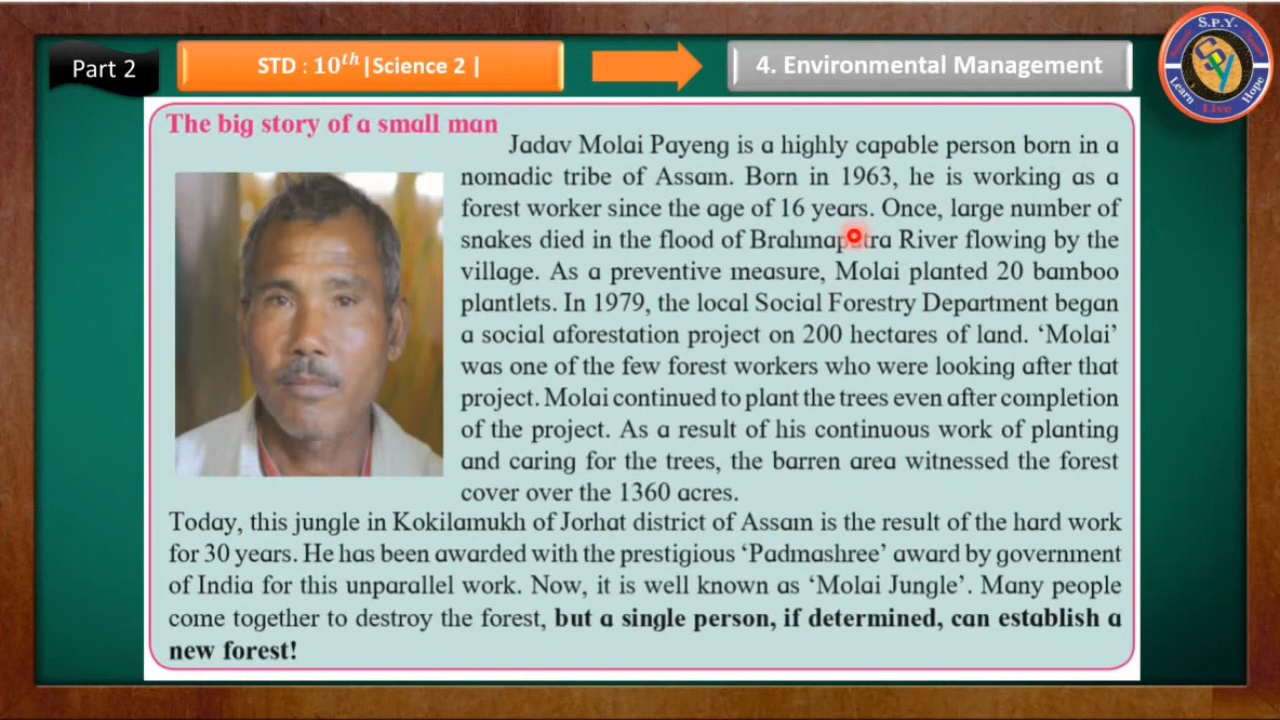 Part 2
STD : 10th |Science 2 |
4. Environmental Management
S.P.Y.
Learn
Live
Hope
The big story of a small man
Jadav Molai Payeng is a highly capable person born in a
nomadic tribe of Assam. Born in 1963, he is working as a
forest worker since the age of 16 years. Once, large number of
snakes died in the flood of Brahmaputra River flowing by the
village. As a preventive measure, Molai planted 20 bamboo
plantlets. In 1979, the local Social Forestry Department began
a social aforestation project on 200 hectares of land. ‘Molai’
was one of the few forest workers who were looking after that
project. Molai continued to plant the trees even after completion
of the project. As a result of his continuous work of planting
and caring for the trees, the barren area witnessed the forest
cover over the 1360 acres.
Today, this jungle in Kokilamukh of Jorhat district of Assam is the result of the hard work
for 30 years. He has been awarded with the prestigious ‘Padmashree’ award by government
of India for this unparallel work. Now, it is well known as ‘Molai Jungle’. Many people
come together to destroy the forest, but a single person, if determined, can establish a
new forest!